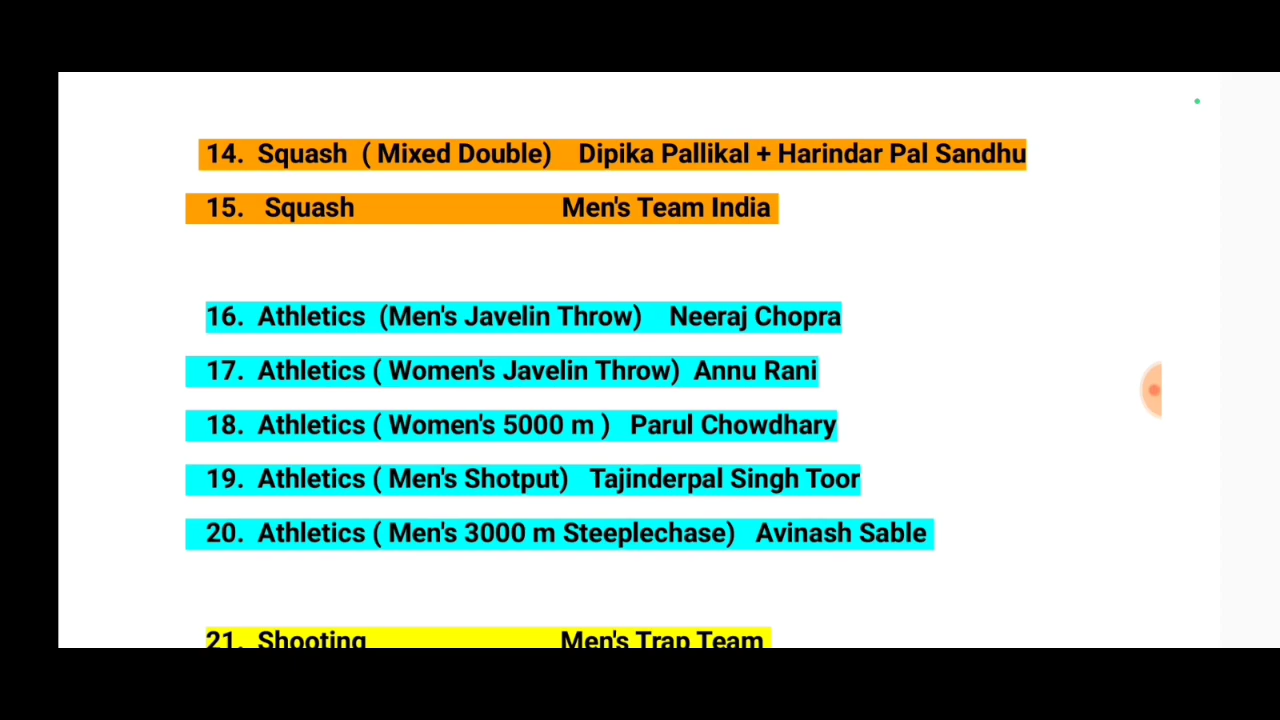 14. Squash ( Mixed Double) Dipika Pallikal + Harindar Pal Sandhu
15. Squash Men's Team India
16. Athletics (Men's Javelin Throw) Neeraj Chopra
17. Athletics ( Women's Javelin Throw) Annu Rani
18. Athletics ( Women's 5000 m ) Parul Chowdhary
19. Athletics ( Men's Shotput) Tajinderpal Singh Toor
20. Athletics ( Men's 3000 m Steeplechase) Avinash Sable
21. Shooting Men's Trap Team